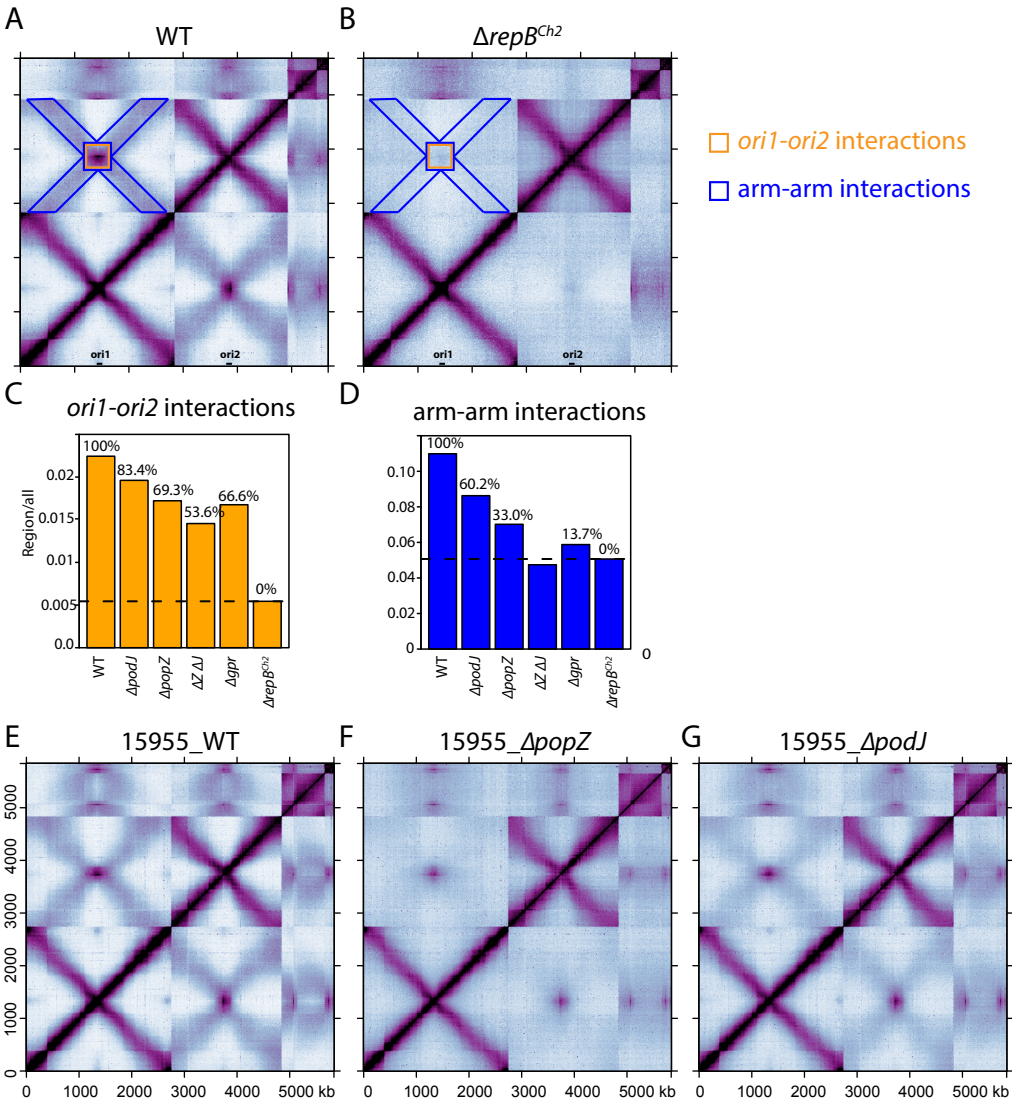 A
WT
B
ΔrepB^Ch2
ori1-ori2 interactions
arm-arm interactions
ori1
ori2
ori1
ori2
C
ori1-ori2 interactions
D
arm-arm interactions
Region/all
0.02
0.015
0.01
0.005
0.0
100%
83.4%
69.3%
53.6%
66.6%
0%
WT
ΔpodJ
ΔpopZ
ΔZ ΔJ
Δgpr
ΔrepB^Ch2
0.10
0.08
0.06
0.04
0.02
0
100%
60.2%
33.0%
13.7%
0%
0
WT
ΔpodJ
ΔpopZ
ΔZ ΔJ
Δgpr
ΔrepB^Ch2
E
15955_WT
F
15955_ΔpopZ
G
15955_ΔpodJ
5000
4000
3000
2000
1000
0
0 1000 2000 3000 4000 5000 kb
0 1000 2000 3000 4000 5000 kb
0 1000 2000 3000 4000 5000 kb